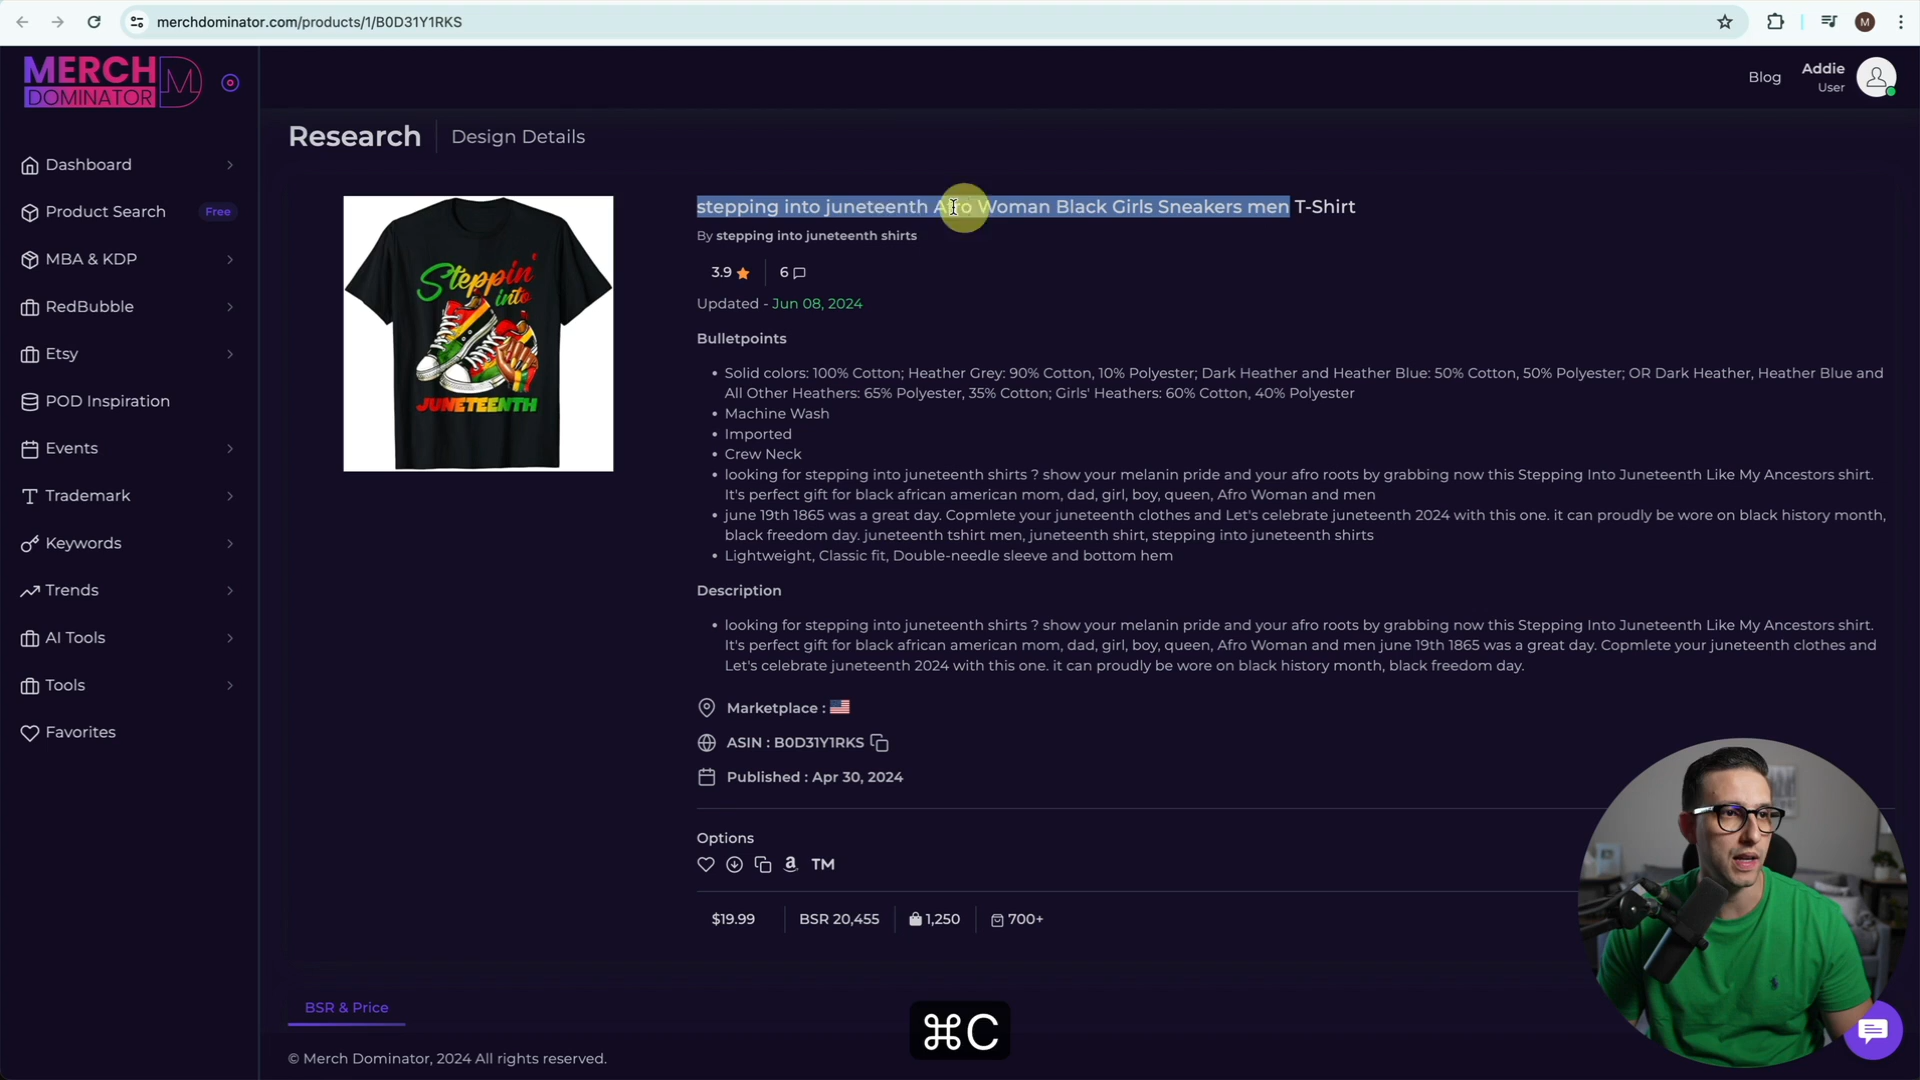 merchdominator.com/products/1/B0D31Y1RKS
M
MERCH
DOMINATOR
Blog
Addie
User
Research
Design Details
Dashboard
Product Search
Free
MBA & KDP
RedBubble
Etsy
POD Inspiration
Events
Trademark
Keywords
Trends
AI Tools
Tools
Favorites
Steppin'
into
JUNETEENTH
stepping into juneteenth Afro Woman Black Girls Sneakers men T-Shirt
By stepping into juneteenth shirts
3.9
6
Updated - Jun 08, 2024
Bulletpoints
Solid colors: 100% Cotton; Heather Grey: 90% Cotton, 10% Polyester; Dark Heather and Heather Blue: 50% Cotton, 50% Polyester; OR Dark Heather, Heather Blue and
All Other Heathers: 65% Polyester, 35% Cotton; Girls' Heathers: 60% Cotton, 40% Polyester
Machine Wash
Imported
Crew Neck
looking for stepping into juneteenth shirts ? show your melanin pride and your afro roots by grabbing now this Stepping Into Juneteenth Like My Ancestors shirt.
It's perfect gift for black african american mom, dad, girl, boy, queen, Afro Woman and men
june 19th 1865 was a great day. Copmlete your juneteenth clothes and Let's celebrate juneteenth 2024 with this one. it can proudly be wore on black history month,
black freedom day. juneteenth tshirt men, juneteenth shirt, stepping into juneteenth shirts
Lightweight, Classic fit, Double-needle sleeve and bottom hem
Description
looking for stepping into juneteenth shirts ? show your melanin pride and your afro roots by grabbing now this Stepping Into Juneteenth Like My Ancestors shirt.
It's perfect gift for black african american mom, dad, girl, boy, queen, Afro Woman and men june 19th 1865 was a great day. Copmlete your juneteenth clothes and
Let's celebrate juneteenth 2024 with this one. it can proudly be wore on black history month, black freedom day.
Marketplace :
ASIN : B0D31Y1RKS
Published : Apr 30, 2024
Options
TM
$19.99
BSR 20,455
1,250
700+
BSR & Price
⌘C
© Merch Dominator, 2024 All rights reserved.